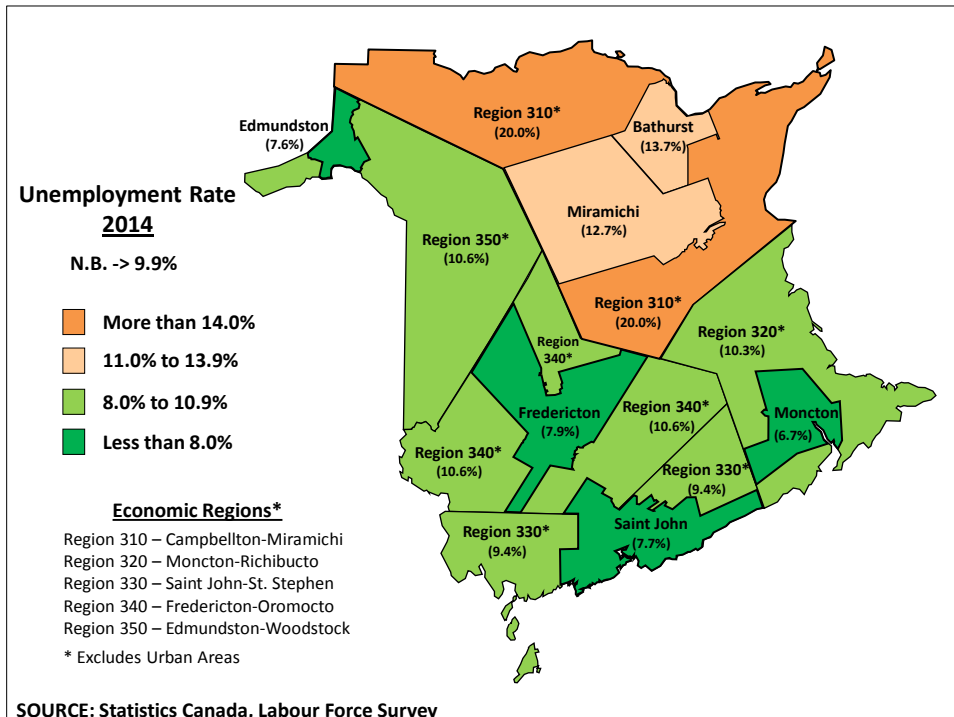 Unemployment Rate
2014
N.B. -> 9.9%
More than 14.0%
11.0% to 13.9%
8.0% to 10.9%
Less than 8.0%
Economic Regions*
Region 310 – Campbellton-Miramichi
Region 320 – Moncton-Richibucto
Region 330 – Saint John-St. Stephen
Region 340 – Fredericton-Oromocto
Region 350 – Edmundston-Woodstock
* Excludes Urban Areas
Edmundston
(7.6%)
Region 310*
(20.0%)
Bathurst
(13.7%)
Miramichi
(12.7%)
Region 350*
(10.6%)
Region 310*
(20.0%)
Region
340*
Region 320*
(10.3%)
Fredericton
(7.9%)
Region 340*
(10.6%)
Moncton
(6.7%)
Region 340*
(10.6%)
Region 330*
(9.4%)
Region 330*
(9.4%)
Saint John
(7.7%)
SOURCE: Statistics Canada, Labour Force Survey